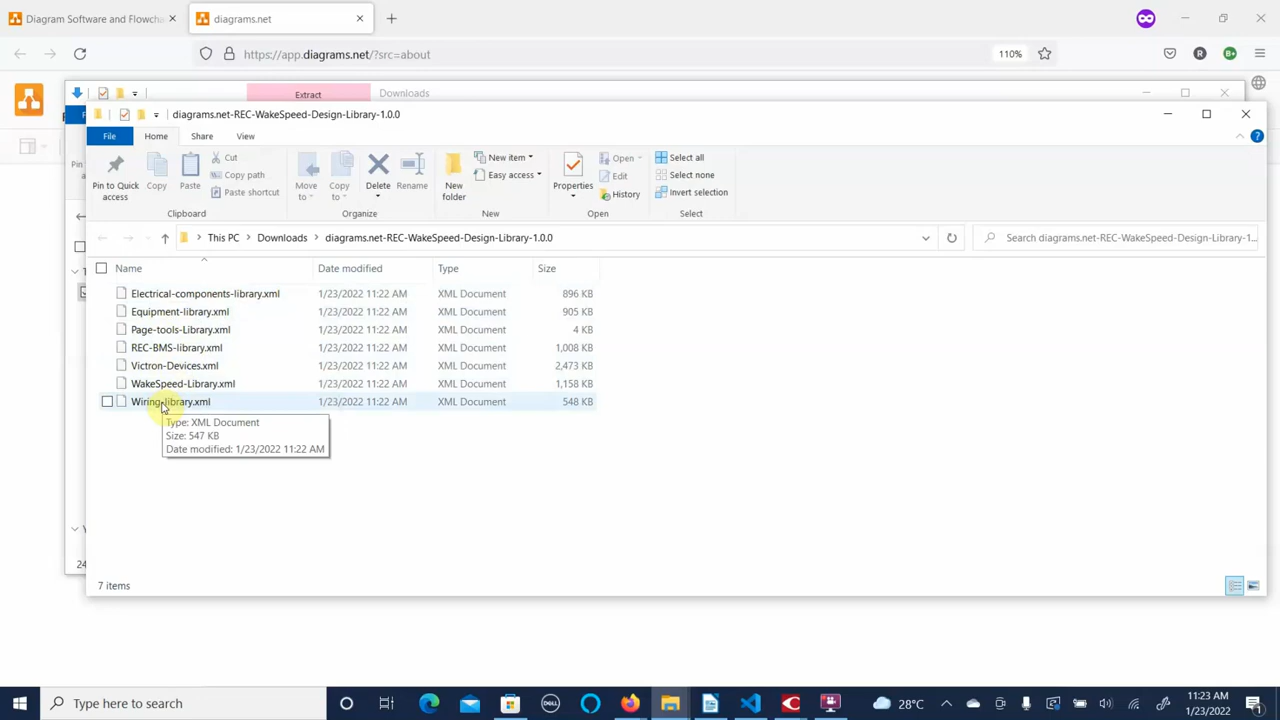 Diagram Software and Flowcha
diagrams.net
https://app.diagrams.net/?src=about
110%
Extract
Downloads
diagrams.net-REC-WakeSpeed-Design-Library-1.0.0
File
Home
Share
View
Pin to Quick access
Copy
Paste
Cut
Copy path
Paste shortcut
Move to
Copy to
Delete
Rename
New folder
New item
Easy access
Properties
Open
Edit
History
Select all
Select none
Invert selection
Clipboard
Organize
New
Open
Select
This PC
Downloads
diagrams.net-REC-WakeSpeed-Design-Library-1.0.0
Search diagrams.net-REC-WakeSpeed-Design-Library-1...
Name Date modified Type Size
Electrical-components-library.xml 1/23/2022 11:22 AM XML Document 896 KB
Equipment-library.xml 1/23/2022 11:22 AM XML Document 905 KB
Page-tools-Library.xml 1/23/2022 11:22 AM XML Document 4 KB
REC-BMS-library.xml 1/23/2022 11:22 AM XML Document 1,008 KB
Victron-Devices.xml 1/23/2022 11:22 AM XML Document 2,473 KB
WakeSpeed-Library.xml 1/23/2022 11:22 AM XML Document 1,158 KB
Wiring-library.xml 1/23/2022 11:22 AM XML Document 548 KB
Type: XML Document
Size: 547 KB
Date modified: 1/23/2022 11:22 AM
7 items
24
Type here to search
DELL
28°C
11:23 AM
1/23/2022